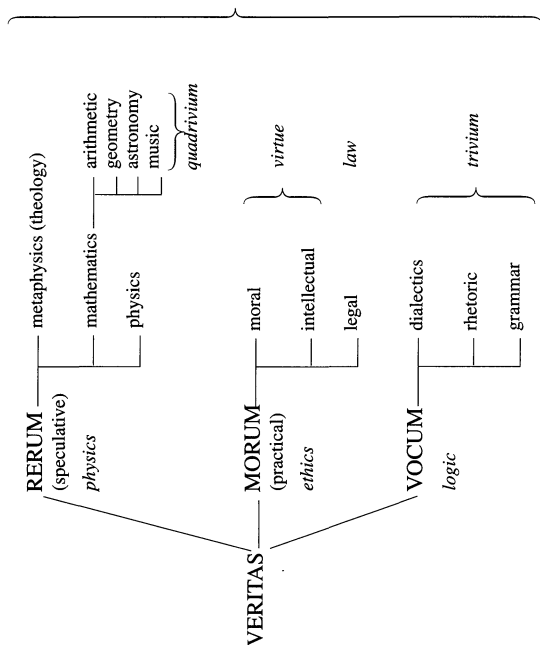 VERITAS
RERUM
(speculative)
physics
metaphysics (theology)
mathematics
arithmetic
geometry
astronomy
music
quadrivium
physics
MORUM
(practical)
ethics
moral
intellectual
virtue
legal
law
VOCUM
logic
dialectics
rhetoric
grammar
trivium